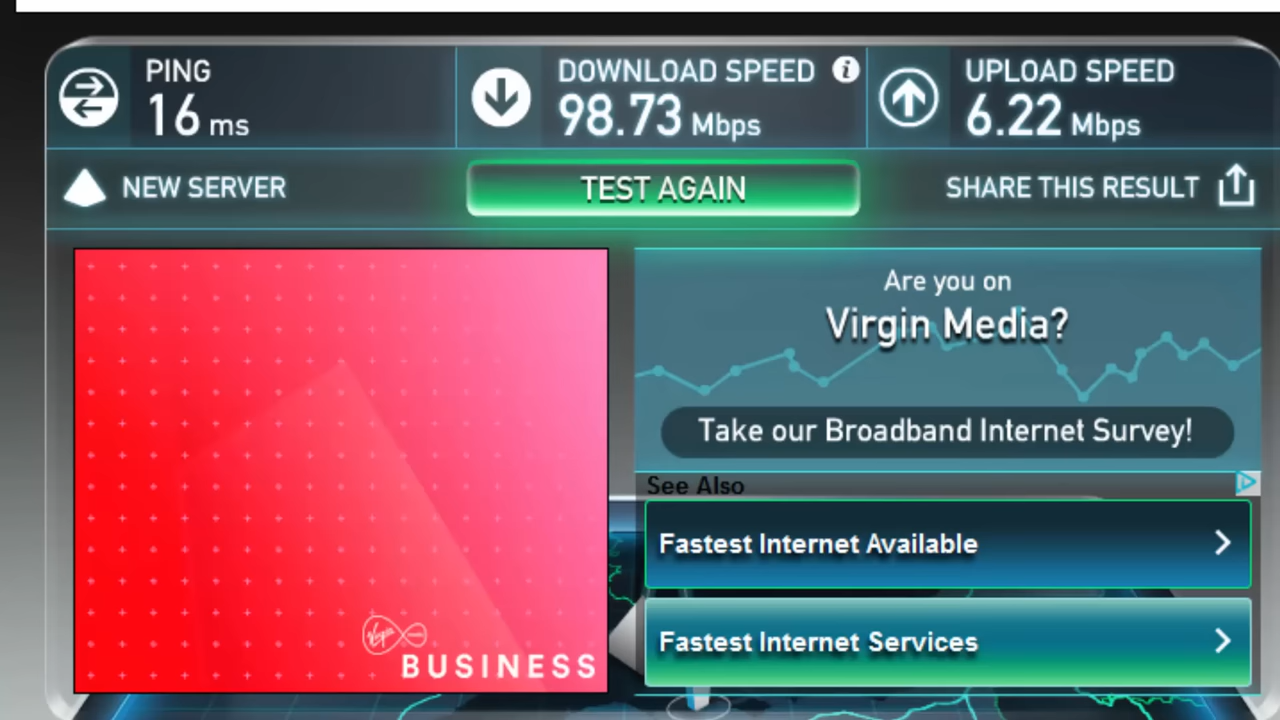 PING
16 ms
DOWNLOAD SPEED i
98.73 Mbps
UPLOAD SPEED
6.22 Mbps
NEW SERVER
TEST AGAIN
SHARE THIS RESULT
Are you on
Virgin Media?
Take our Broadband Internet Survey!
See Also
Fastest Internet Available
Fastest Internet Services
Virgin
BUSINESS